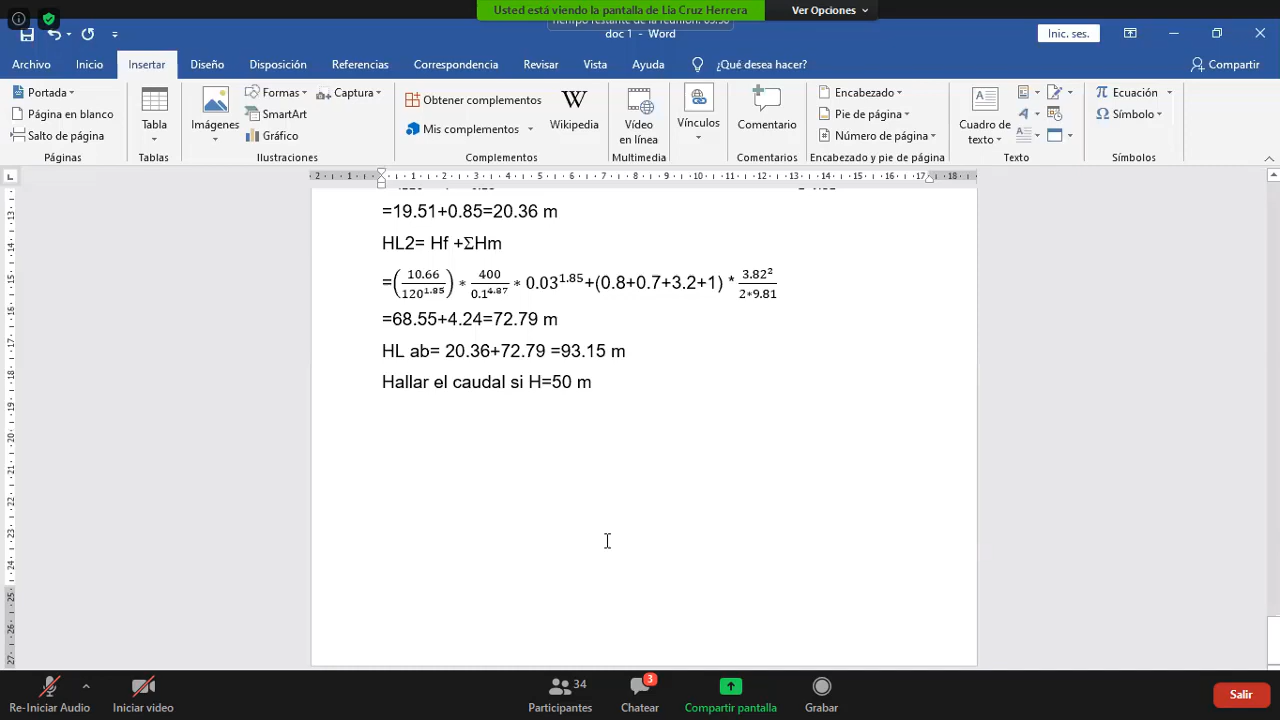 Usted está viendo la pantalla de Lia Cruz Herrera
Ver Opciones
doc 1 - Word
Inic. ses.
Archivo Inicio Insertar Diseño Disposición Referencias Correspondencia Revisar Vista Ayuda ¿Qué desea hacer? Compartir
Portada
Página en blanco
Salto de página
Páginas
Tabla
Tablas
Imágenes
Formas
SmartArt
Gráfico
Captura
Ilustraciones
Obtener complementos
Mis complementos
Wikipedia
Complementos
Vídeo
en línea
Multimedia
Vínculos
Comentario
Comentarios
Encabezado
Pie de página
Número de página
Encabezado y pie de página
Cuadro de
texto
Texto
Ecuación
Símbolo
Símbolos
=19.51+0.85=20.36 m
HL2= Hf +ΣHm
=(10.66/120^1.85) * 400/0.1^4.87 * 0.03^1.85+(0.8+0.7+3.2+1) * 3.82²/2*9.81
=68.55+4.24=72.79 m
HL ab= 20.36+72.79 =93.15 m
Hallar el caudal si H=50 m
Re-Iniciar Audio
Iniciar video
34
Participantes
3
Chatear
Compartir pantalla
Grabar
Salir